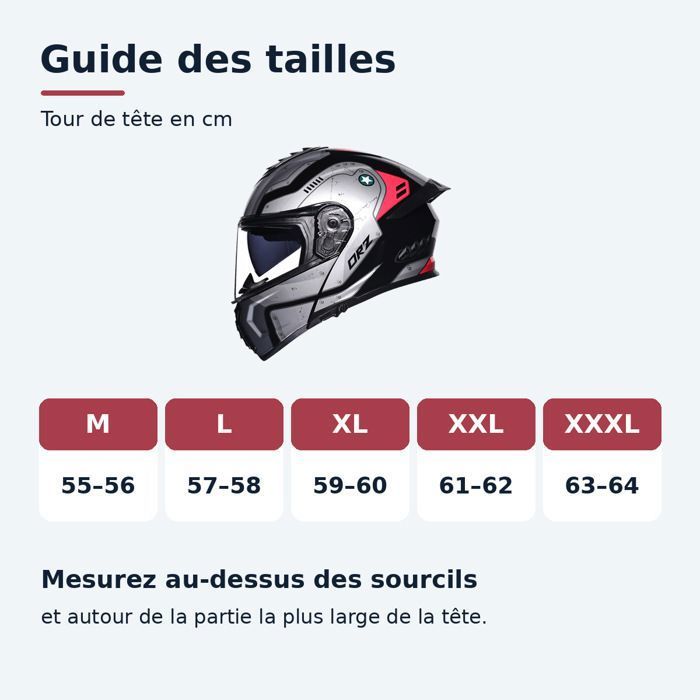 Guide des tailles
Tour de tête en cm
ORZ
M L XL XXL XXXL
55–56 57–58 59–60 61–62 63–64
Mesurez au-dessus des sourcils
et autour de la partie la plus large de la tête.